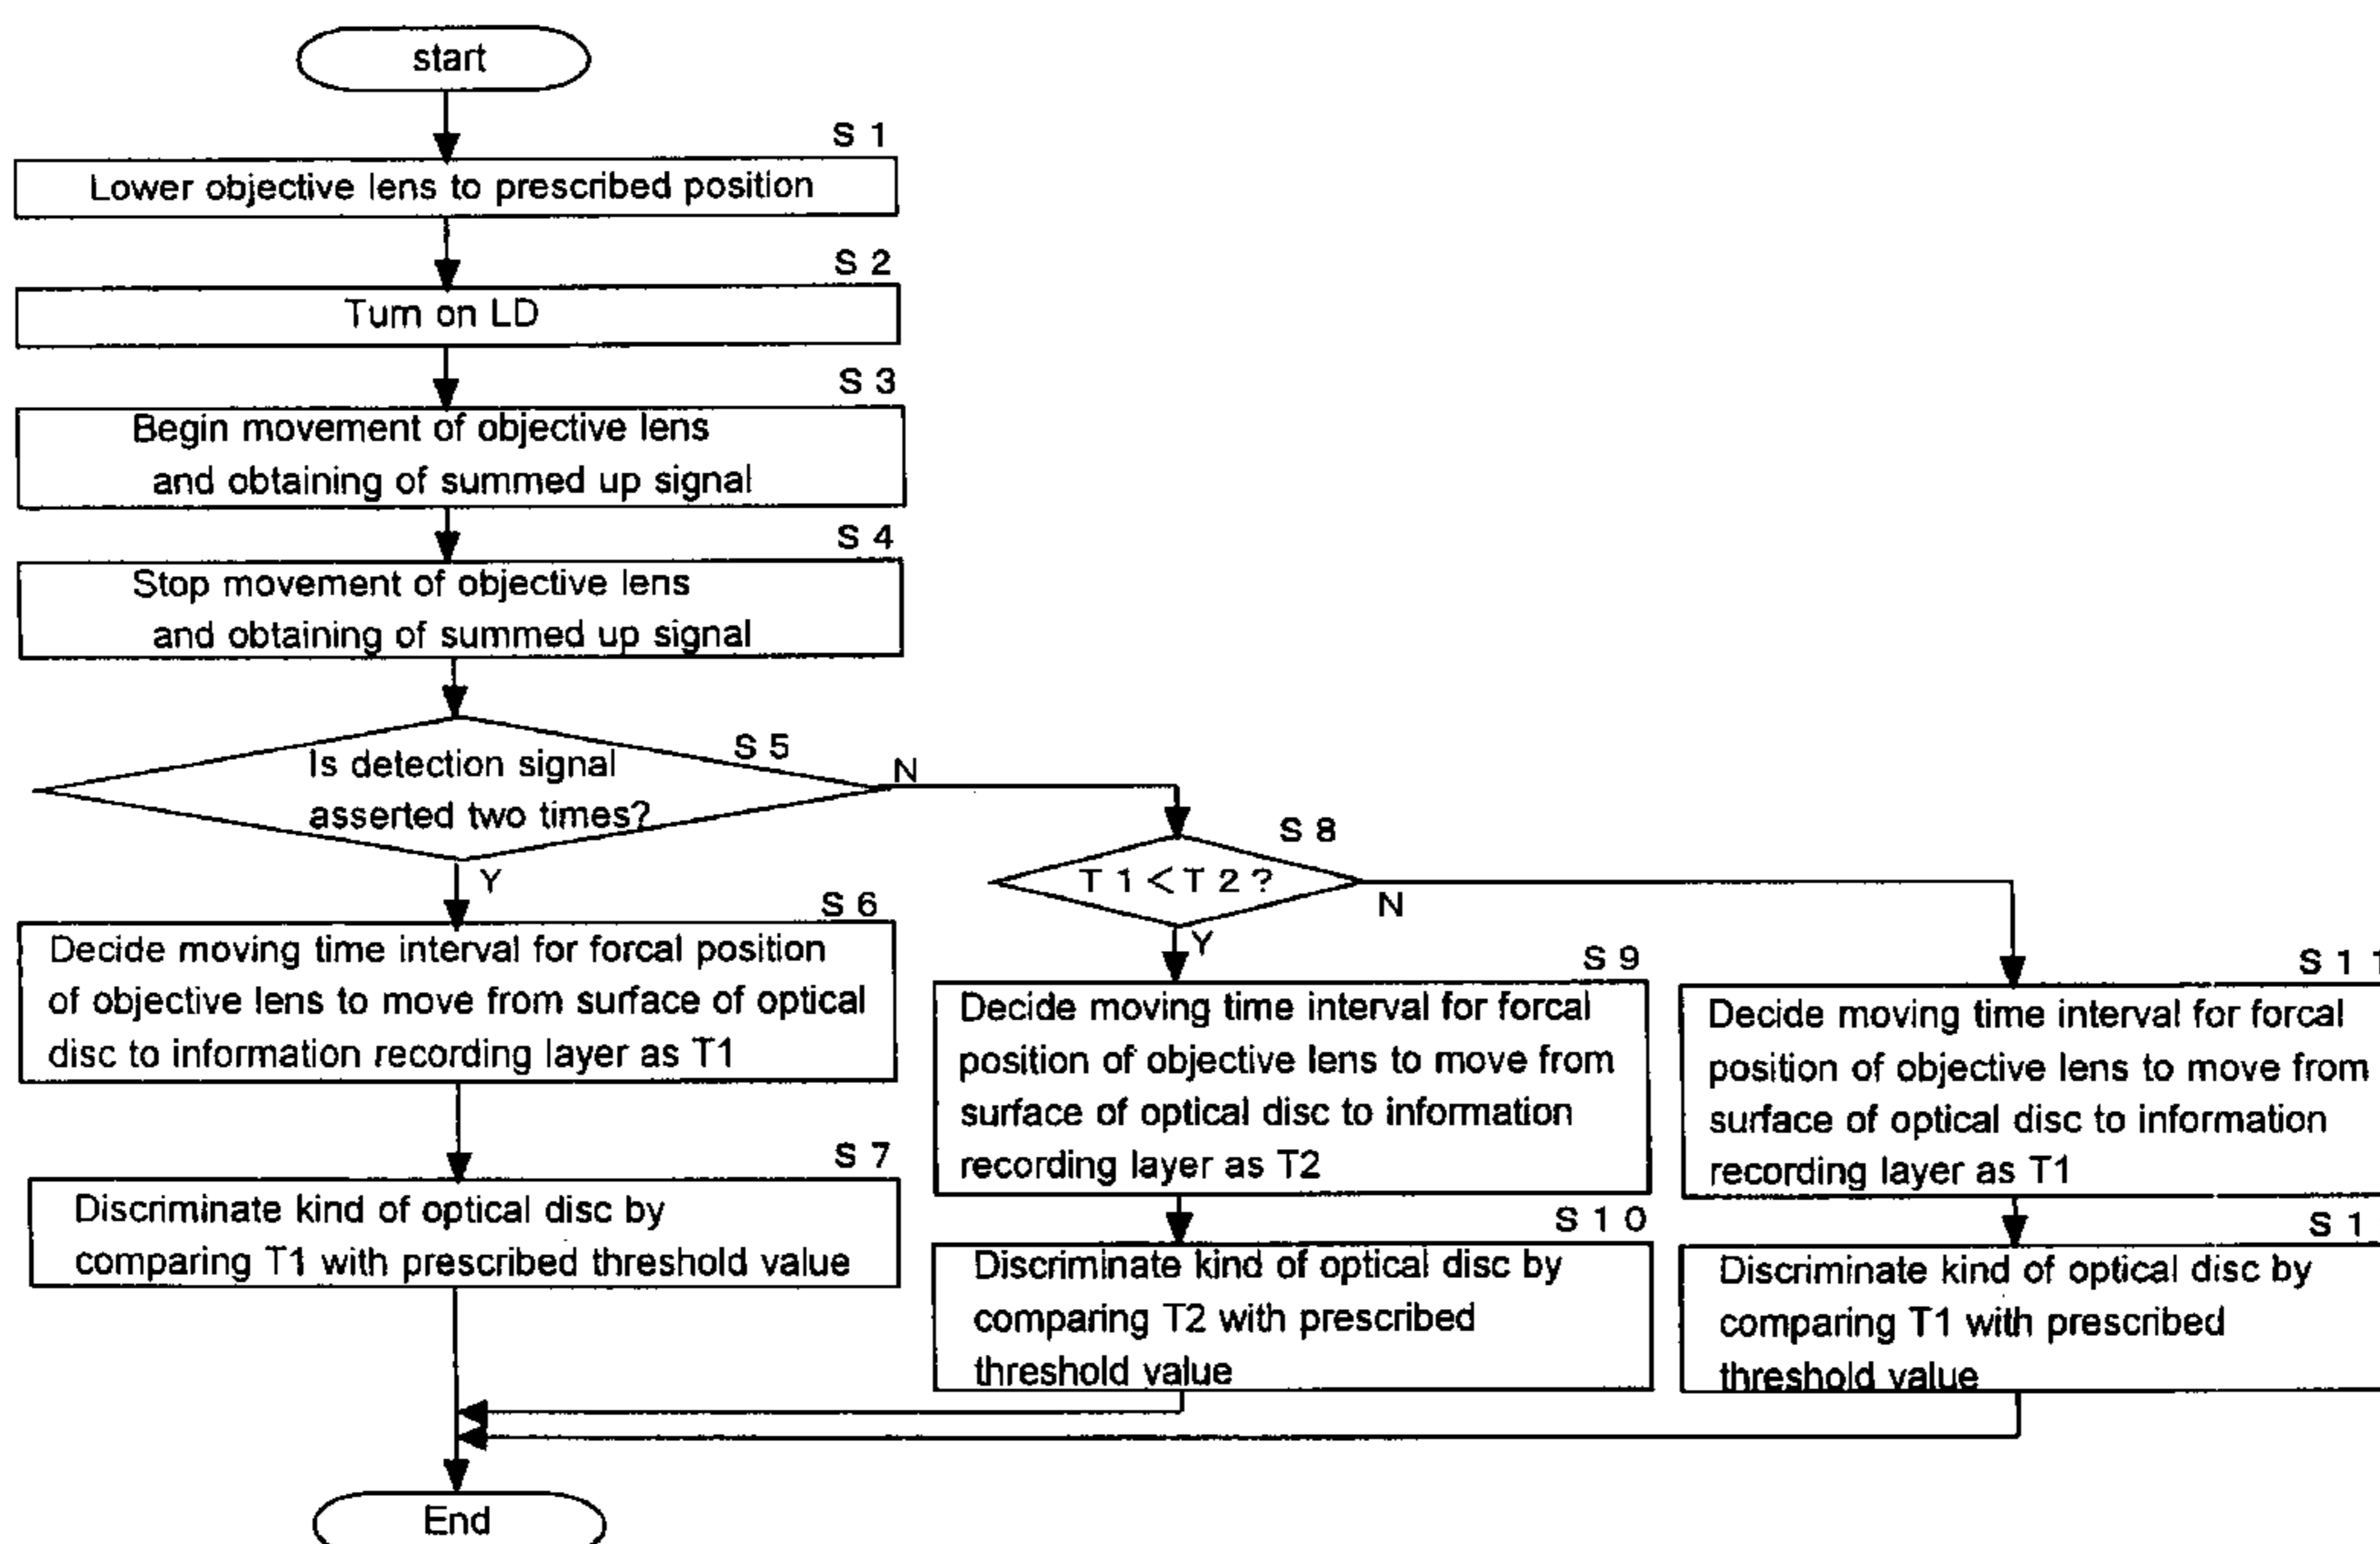 start
S 1
Lower objective lens to prescribed position
S 2
Turn on LD
S 3
Begin movement of objective lens
and obtaining of summed up signal
S 4
Stop movement of objective lens
and obtaining of summed up signal
S 5
Is detection signal
asserted two times?
N
Y
S 6
Decide moving time interval for forcal position
of objective lens to move from surface of optical
disc to information recording layer as T1
S 7
Discriminate kind of optical disc by
comparing T1 with prescribed threshold value
S 8
T 1 < T 2 ?
N
Y
S 9
Decide moving time interval for forcal
position of objective lens to move from
surface of optical disc to information
recording layer as T2
S 1 0
Discriminate kind of optical disc by
comparing T2 with prescribed
threshold value
S 1 1
Decide moving time interval for forcal
position of objective lens to move from
surface of optical disc to information
recording layer as T1
S 1
Discriminate kind of optical disc by
comparing T1 with prescribed
threshold value
End